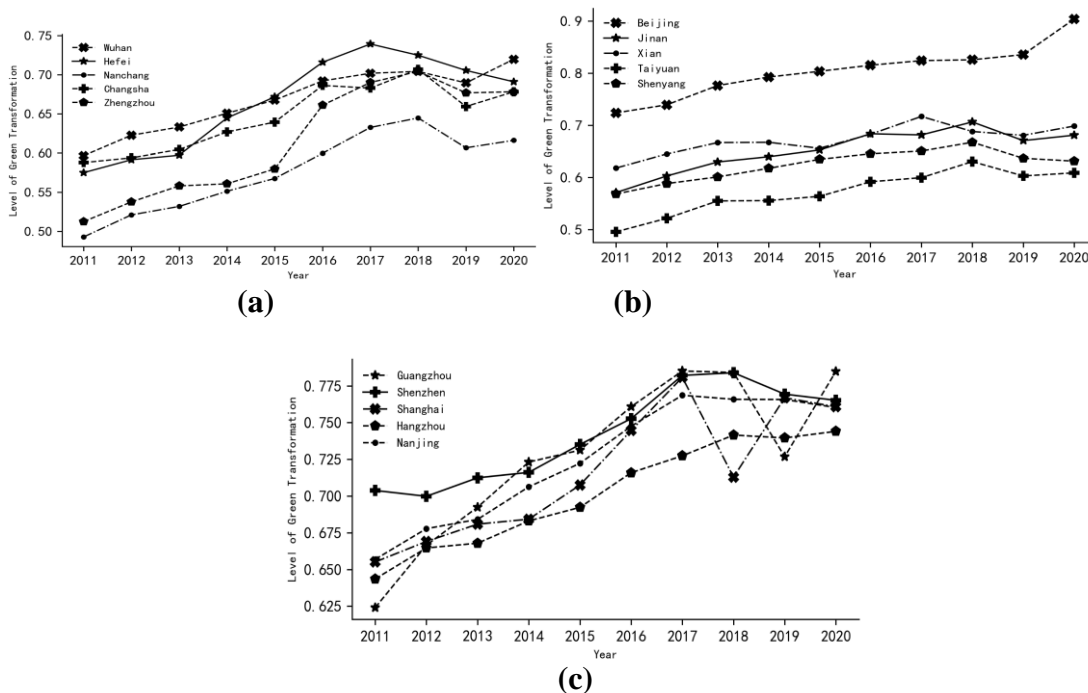 0.75
0.70
0.65
0.60
0.55
0.50
Level of Green Transformation
Wuhan
Hefei
Nanchang
Changsha
Zhengzhou
2011 2012 2013 2014 2015 2016 2017 2018 2019 2020
Year
(a)
0.9
0.8
0.7
0.6
0.5
Level of Green Transformation
Beijing
Jinan
Xian
Taiyuan
Shenyang
2011 2012 2013 2014 2015 2016 2017 2018 2019 2020
Year
(b)
0.775
0.750
0.725
0.700
0.675
0.650
0.625
Level of Green Transformation
Guangzhou
Shenzhen
Shanghai
Hangzhou
Nanjing
2011 2012 2013 2014 2015 2016 2017 2018 2019 2020
Year
(c)